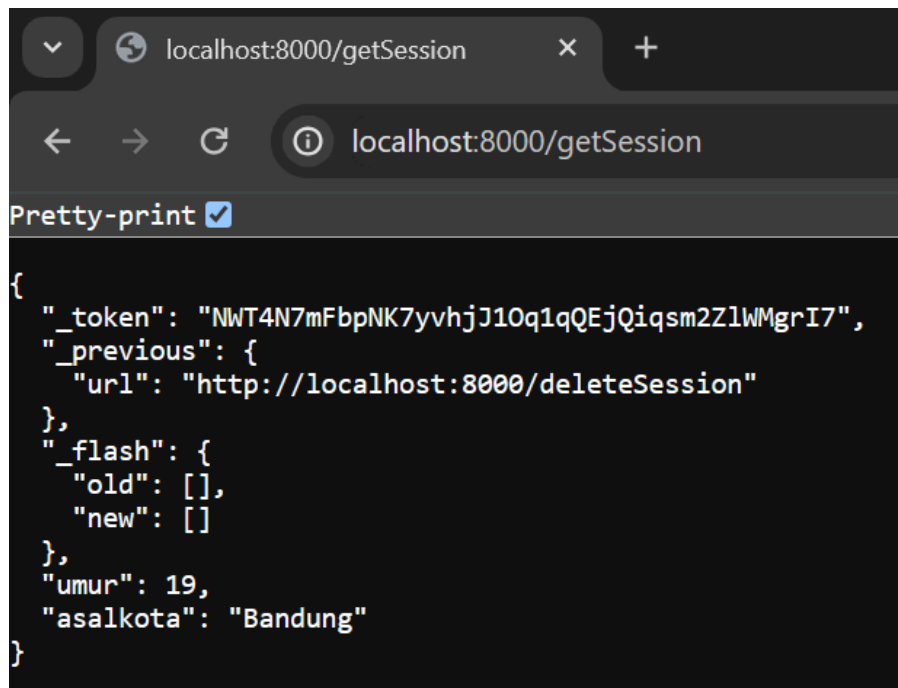 localhost:8000/getSession
localhost:8000/getSession
Pretty-print
{
  "_token": "NWT4N7mFbpNK7yvhjJ1Oq1qQEjQiqsm2ZlWMgrI7",
  "_previous": {
    "url": "http://localhost:8000/deleteSession"
  },
  "_flash": {
    "old": [],
    "new": []
  },
  "umur": 19,
  "asalkota": "Bandung"
}